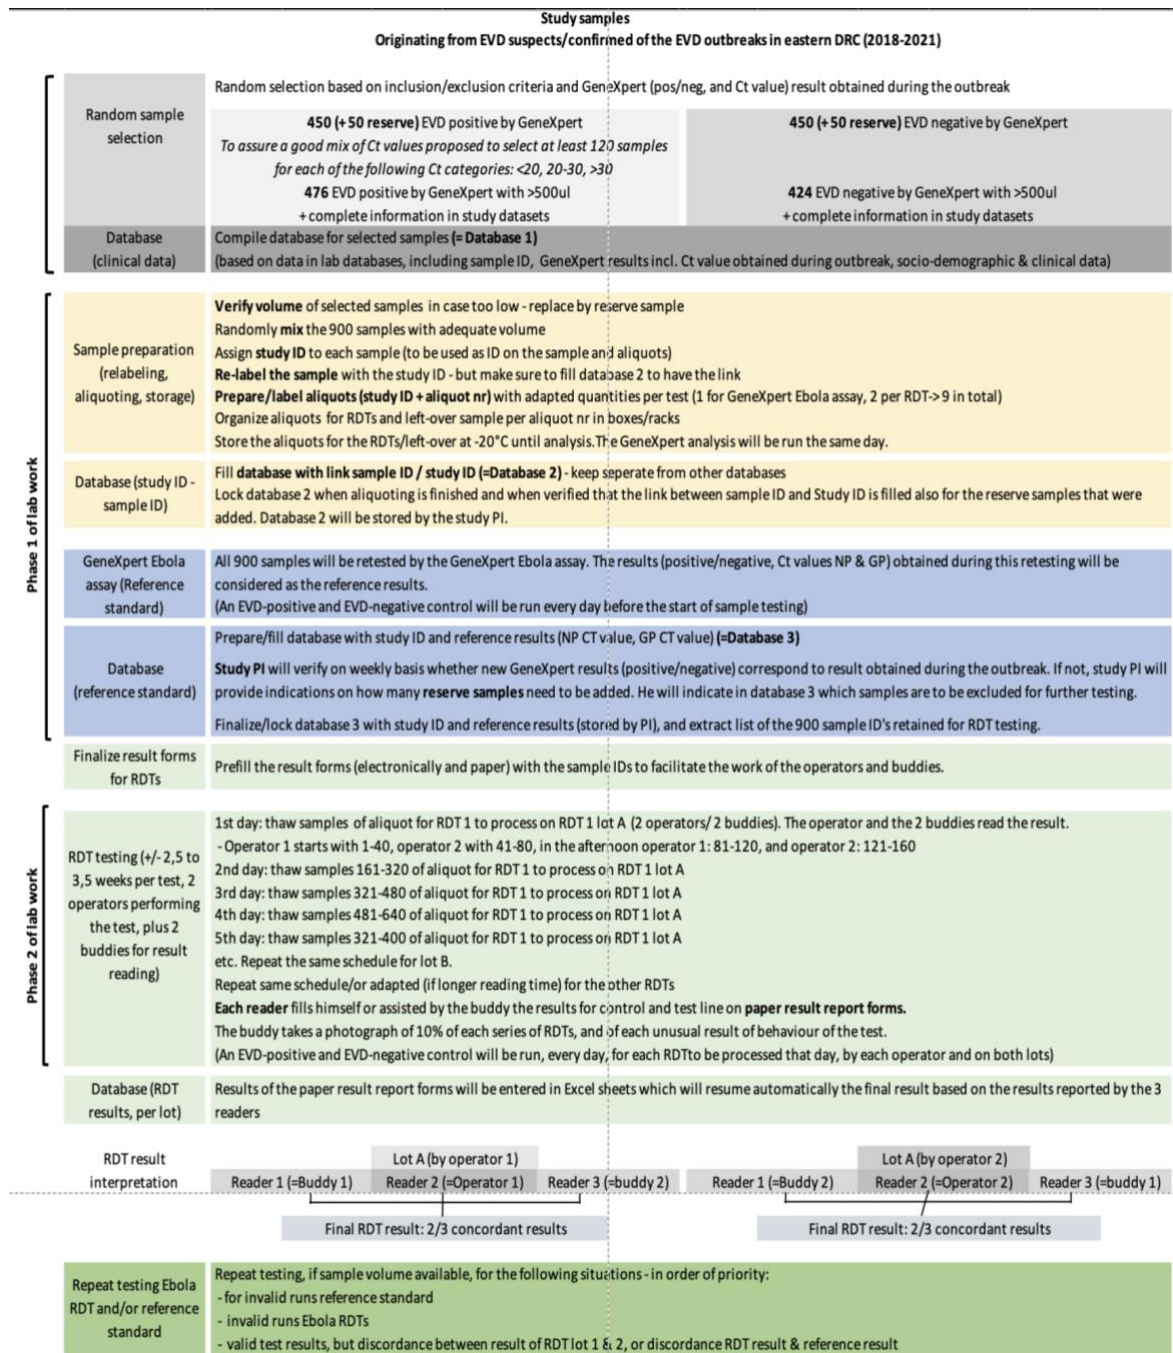 Study samples
Originating from EVD suspects/confirmed of the EVD outbreaks in eastern DRC (2018-2021)
Random selection based on inclusion/exclusion criteria and GeneXpert (pos/neg, and Ct value) result obtained during the outbreak
Random sample
selection
450 (+ 50 reserve) EVD positive by GeneXpert
To assure a good mix of Ct values proposed to select at least 120 samples
for each of the following Ct categories: <20, 20-30, >30
476 EVD positive by GeneXpert with >500ul
+ complete information in study datasets
450 (+ 50 reserve) EVD negative by GeneXpert
424 EVD negative by GeneXpert with >500ul
+ complete information in study datasets
Database
(clinical data)
Compile database for selected samples (= Database 1)
(based on data in lab databases, including sample ID, GeneXpert results incl. Ct value obtained during outbreak, socio-demographic & clinical data)
Phase 1 of lab work
Sample preparation
(relabeling,
aliquoting, storage)
Verify volume of selected samples in case too low - replace by reserve sample
Randomly mix the 900 samples with adequate volume
Assign study ID to each sample (to be used as ID on the sample and aliquots)
Re-label the sample with the study ID - but make sure to fill database 2 to have the link
Prepare/label aliquots (study ID + aliquot nr) with adapted quantities per test (1 for GeneXpert Ebola assay, 2 per RDT-> 9 in total)
Organize aliquots for RDTs and left-over sample per aliquot nr in boxes/racks
Store the aliquots for the RDTs/left-over at -20°C until analysis.The GeneXpert analysis will be run the same day.
Database (study ID -
sample ID)
Fill database with link sample ID / study ID (=Database 2) - keep seperate from other databases
Lock database 2 when aliquoting is finished and when verified that the link between sample ID and Study ID is filled also for the reserve samples that were
added. Database 2 will be stored by the study PI.
GeneXpert Ebola
assay (Reference
standard)
All 900 samples will be retested by the GeneXpert Ebola assay. The results (positive/negative, Ct values NP & GP) obtained during this retesting will be
considered as the reference results.
(An EVD-positive and EVD-negative control will be run every day before the start of sample testing)
Database
(reference standard)
Prepare/fill database with study ID and reference results (NP CT value, GP CT value) (=Database 3)
Study PI will verify on weekly basis whether new GeneXpert results (positive/negative) correspond to result obtained during the outbreak. If not, study PI will
provide indications on how many reserve samples need to be added. He will indicate in database 3 which samples are to be excluded for further testing.
Finalize/lock database 3 with study ID and reference results (stored by PI), and extract list of the 900 sample ID's retained for RDT testing.
Finalize result forms
for RDTs
Prefill the result forms (electronically and paper) with the sample IDs to facilitate the work of the operators and buddies.
Phase 2 of lab work
RDT testing (+/- 2,5 to
3,5 weeks per test, 2
operators performing
the test, plus 2
buddies for result
reading)
1st day: thaw samples of aliquot for RDT 1 to process on RDT 1 lot A (2 operators/ 2 buddies). The operator and the 2 buddies read the result.
- Operator 1 starts with 1-40, operator 2 with 41-80, in the afternoon operator 1: 81-120, and operator 2: 121-160
2nd day: thaw samples 161-320 of aliquot for RDT 1 to process on RDT 1 lot A
3rd day: thaw samples 321-480 of aliquot for RDT 1 to process on RDT 1 lot A
4th day: thaw samples 481-640 of aliquot for RDT 1 to process on RDT 1 lot A
5th day: thaw samples 321-400 of aliquot for RDT 1 to process on RDT 1 lot A
etc. Repeat the same schedule for lot B.
Repeat same schedule/or adapted (if longer reading time) for the other RDTs
Each reader fills himself or assisted by the buddy the results for control and test line on paper result report forms.
The buddy takes a photograph of 10% of each series of RDTs, and of each unusual result of behaviour of the test.
(An EVD-positive and EVD-negative control will be run, every day, for each RDTto be processed that day, by each operator and on both lots)
Database (RDT
results, per lot)
Results of the paper result report forms will be entered in Excel sheets which will resume automatically the final result based on the results reported by the 3
readers
RDT result
interpretation
Lot A (by operator 1)
Reader 1 (=Buddy 1) Reader 2 (=Operator 1) Reader 3 (=buddy 2)
Final RDT result: 2/3 concordant results
Lot A (by operator 2)
Reader 1 (=Buddy 2) Reader 2 (=Operator 2) Reader 3 (=buddy 1)
Final RDT result: 2/3 concordant results
Repeat testing Ebola
RDT and/or reference
standard
Repeat testing, if sample volume available, for the following situations - in order of priority:
- for invalid runs reference standard
- invalid runs Ebola RDTs
- valid test results, but discordance between result of RDT lot 1 & 2, or discordance RDT result & reference result